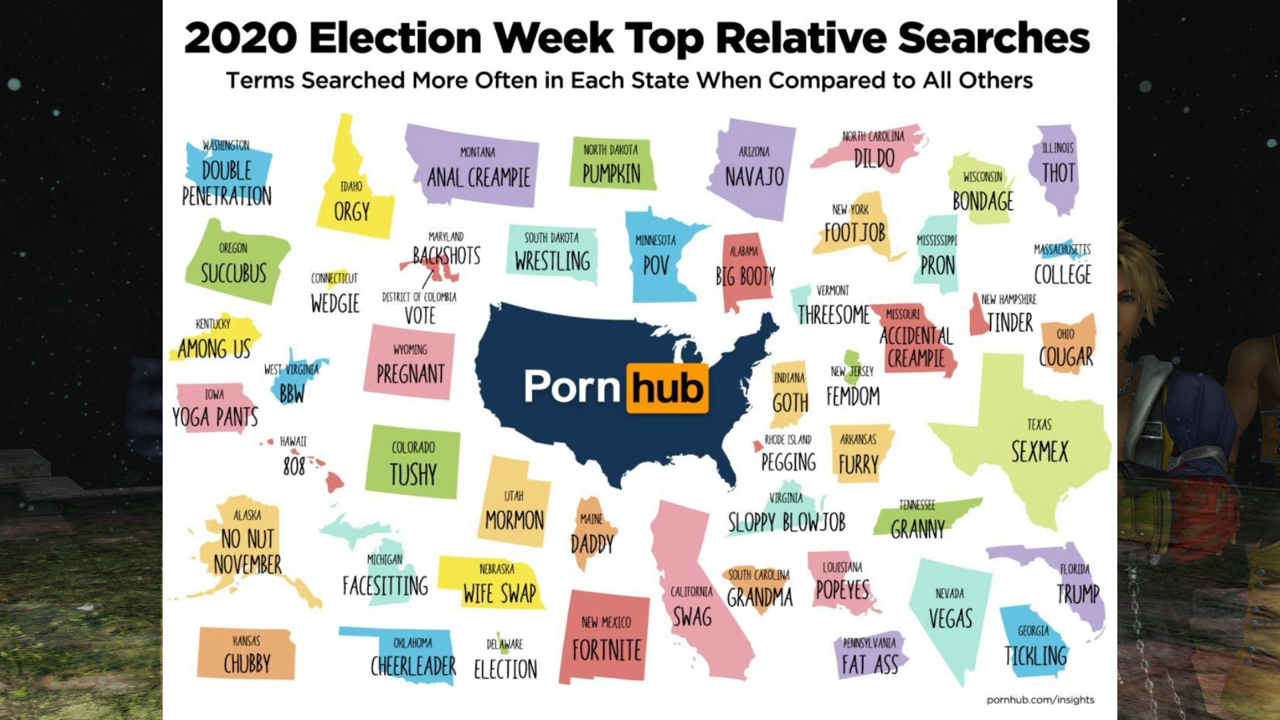 2020 Election Week Top Relative Searches
Terms Searched More Often in Each State When Compared to All Others
WASHINGTON
DOUBLE
PENETRATION
IDAHO
ORGY
MONTANA
ANAL CREAMPIE
NORTH DAKOTA
PUMPKIN
ARIZONA
NAVAJO
NORTH CAROLINA
DILDO
WISCONSIN
BONDAGE
ILLINOIS
THOT
OREGON
SUCCUBUS
CONNECTICUT
WEDGIE
MARYLAND
BACKSHOTS
DISTRICT OF COLOMBIA
VOTE
SOUTH DAKOTA
WRESTLING
MINNESOTA
POV
ALABAMA
BIG BOOTY
NEW YORK
FOOTJOB
MISSISSIPPI
PRON
MASSACHUSETTS
COLLEGE
KENTUCKY
AMONG US
WEST VIRGINIA
BBW
WYOMING
PREGNANT
VERMONT
THREESOME
MISSOURI
ACCIDENTAL
CREAMPIE
NEW HAMPSHIRE
TINDER
OHIO
COUGAR
IOWA
YOGA PANTS
Porn hub
INDIANA
GOTH
NEW JERSEY
FEMDOM
HAWAII
808
COLORADO
TUSHY
RHODE ISLAND
PEGGING
ARKANSAS
FURRY
TEXAS
SEXMEX
ALASKA
NO NUT
NOVEMBER
UTAH
MORMON
MAINE
DADDY
VIRGINIA
SLOPPY BLOWJOB
TENNESSEE
GRANNY
MICHIGAN
FACESITTING
NEBRASKA
WIFE SWAP
CALIFORNIA
SWAG
SOUTH CAROLINA
GRANDMA
LOUISIANA
POPEYES
NEVADA
VEGAS
FLORIDA
TRUMP
KANSAS
CHUBBY
OKLAHOMA
CHEERLEADER
DELAWARE
ELECTION
NEW MEXICO
FORTNITE
PENNSYLVANIA
FAT ASS
GEORGIA
TICKLING
pornhub.com/insights